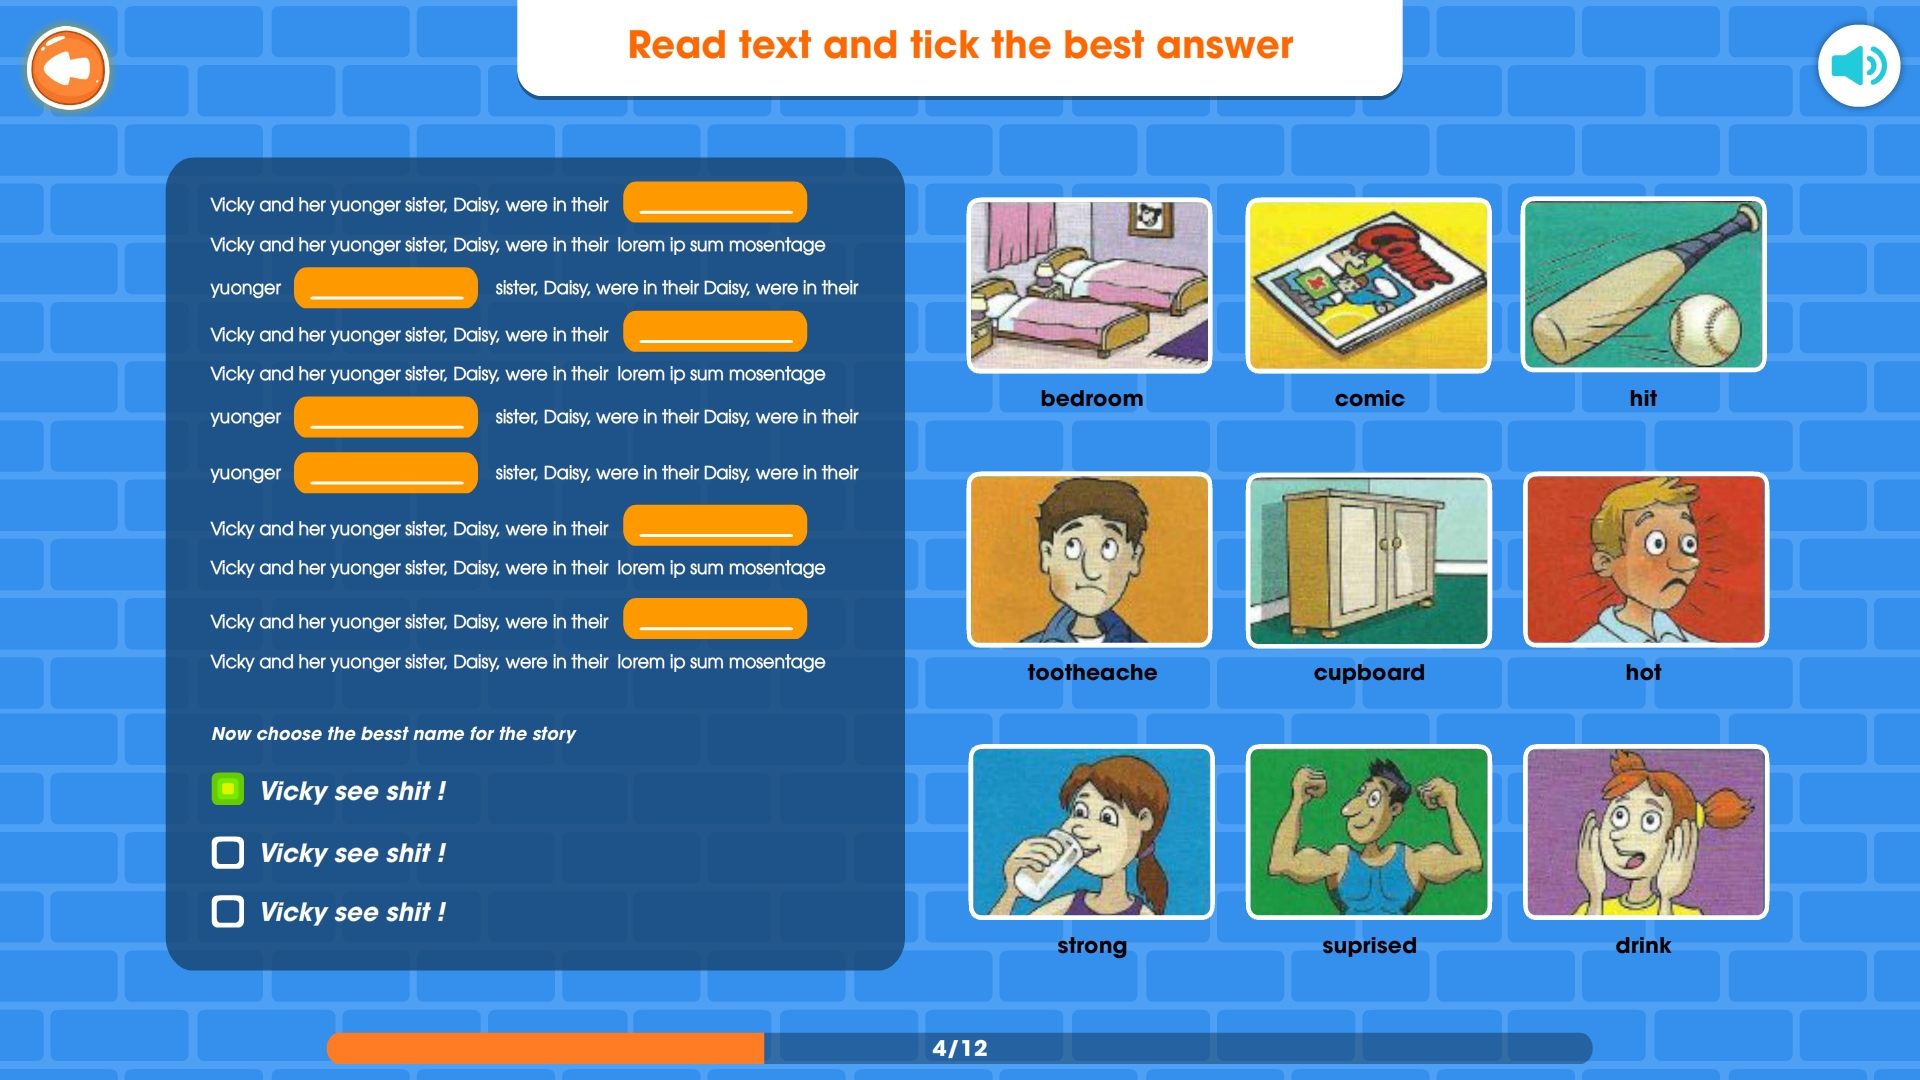 Read text and tick the best answer
Vicky and her yuonger sister, Daisy, were in their
Vicky and her yuonger sister, Daisy, were in their lorem ip sum mosentage
yuonger sister, Daisy, were in their Daisy, were in their
Vicky and her yuonger sister, Daisy, were in their
Vicky and her yuonger sister, Daisy, were in their lorem ip sum mosentage
yuonger sister, Daisy, were in their Daisy, were in their
yuonger sister, Daisy, were in their Daisy, were in their
Vicky and her yuonger sister, Daisy, were in their
Vicky and her yuonger sister, Daisy, were in their lorem ip sum mosentage
Vicky and her yuonger sister, Daisy, were in their
Vicky and her yuonger sister, Daisy, were in their lorem ip sum mosentage
Now choose the besst name for the story
Vicky see shit !
Vicky see shit !
Vicky see shit !
COMIC
bedroom comic hit
tootheache cupboard hot
strong suprised drink
4/12